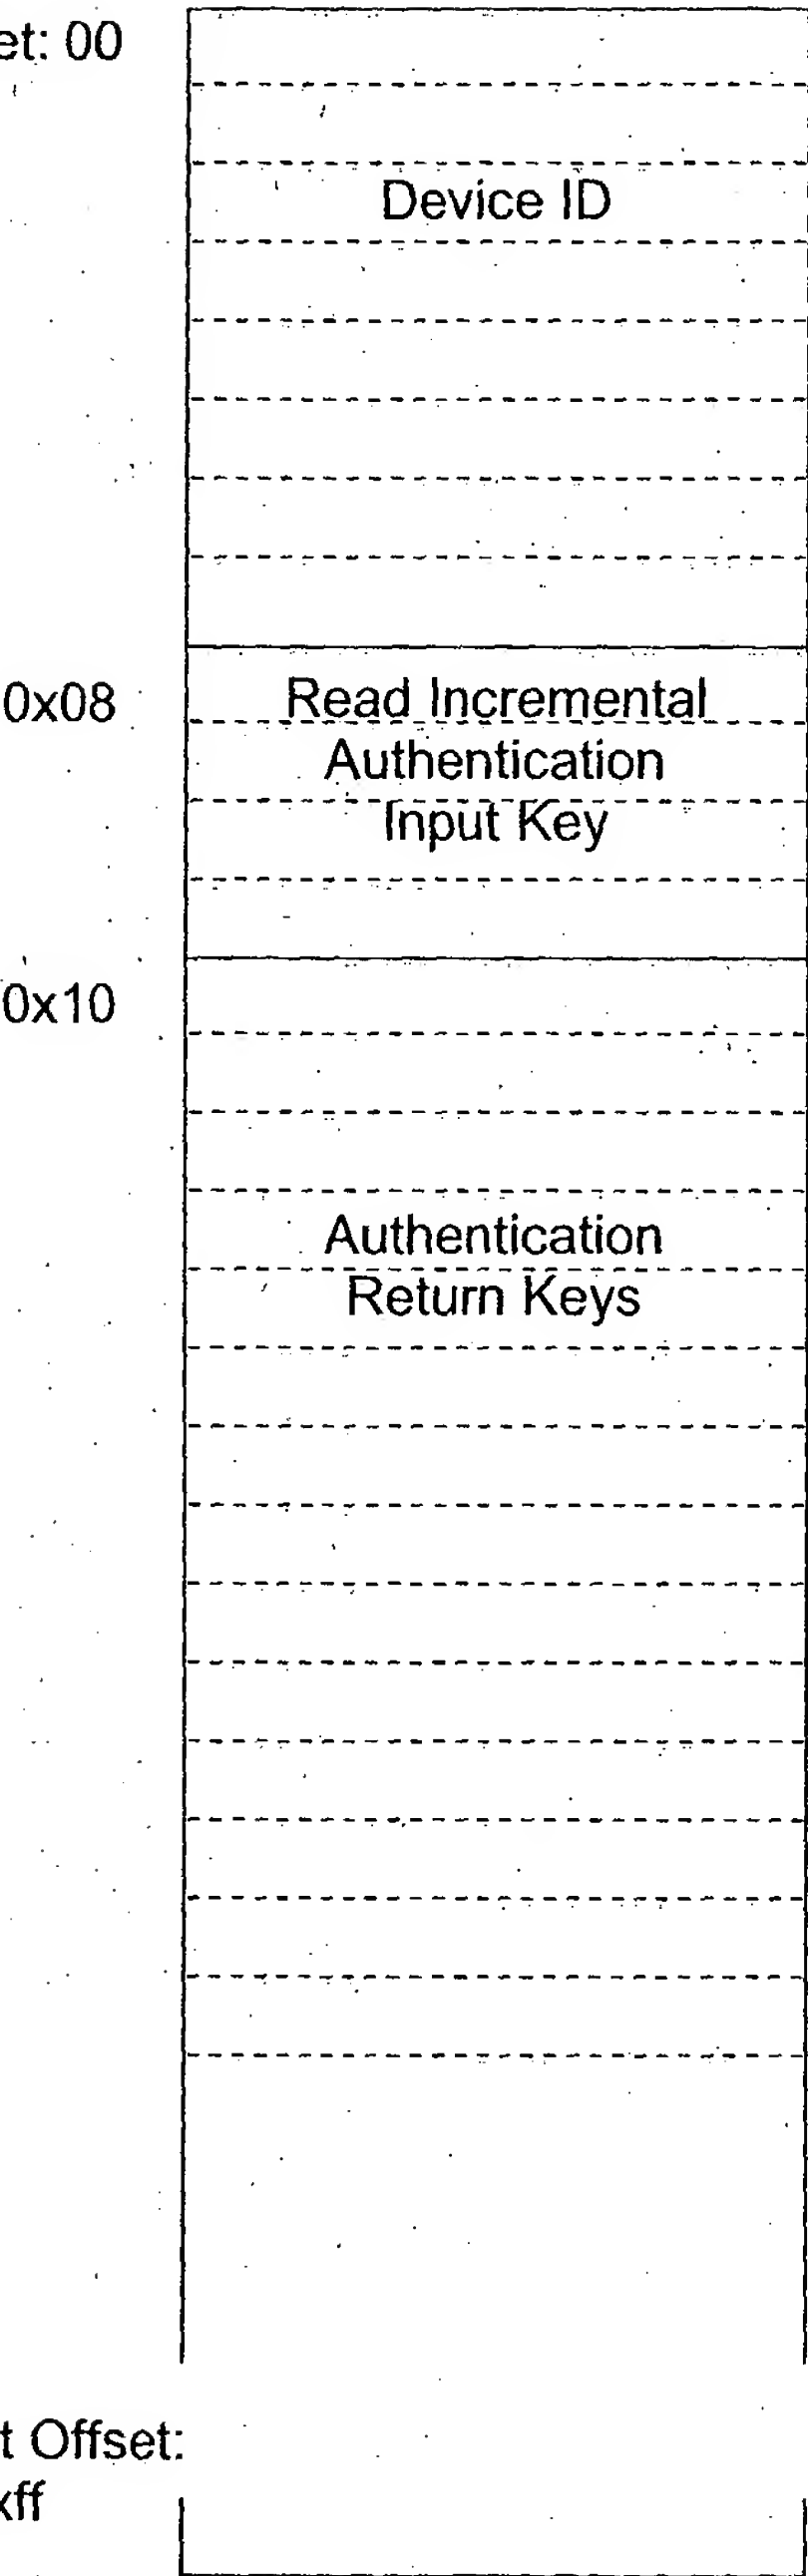 et: 00
Device ID
0x08
Read Incremental
Authentication
Input Key
0x10
Authentication
Return Keys
t Offset:
xff